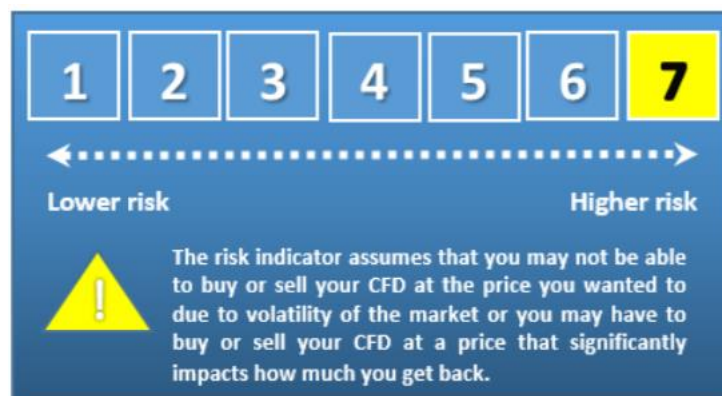 1 2 3 4 5 6 7
Lower risk Higher risk
!
The risk indicator assumes that you may not be able
to buy or sell your CFD at the price you wanted to
due to volatility of the market or you may have to
buy or sell your CFD at a price that significantly
impacts how much you get back.